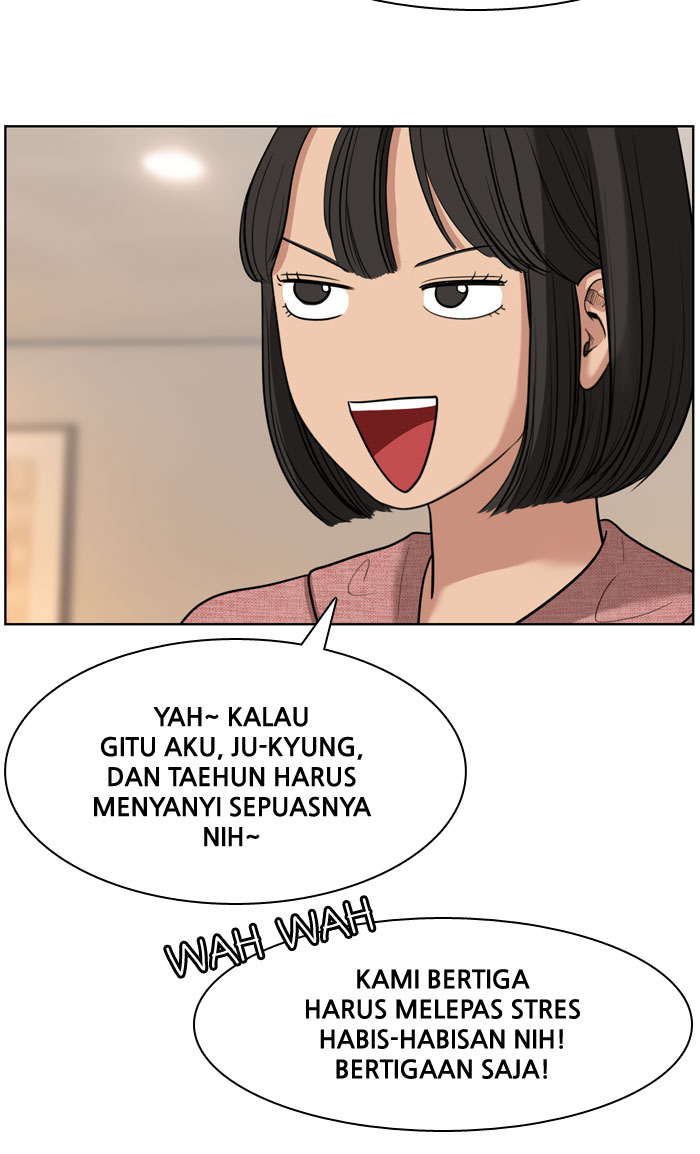 YAH~ KALAU
GITU AKU, JU-KYUNG,
DAN TAEHUN HARUS
MENYANYI SEPUASNYA
NIH~
WAH WAH
KAMI BERTIGA
HARUS MELEPAS STRES
HABIS-HABISAN NIH!
BERTIGAAN SAJA!